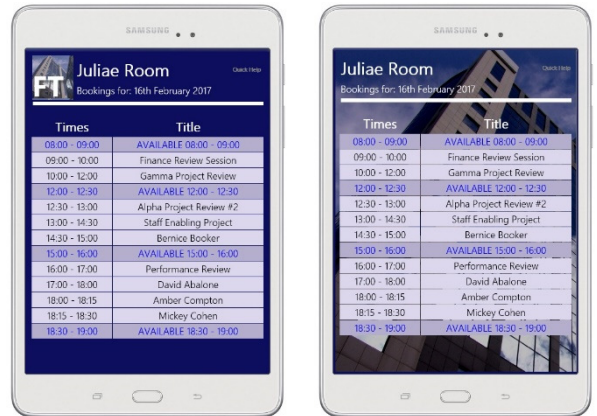 SAMSUNG
FT
Juliae Room
Quick Help
Bookings for: 16th February 2017
Times Title
08:00 - 09:00 AVAILABLE 08:00 - 09:00
09:00 - 10:00 Finance Review Session
10:00 - 12:00 Gamma Project Review
12:00 - 12:30 AVAILABLE 12:00 - 12:30
12:30 - 13:00 Alpha Project Review #2
13:00 - 14:30 Staff Enabling Project
14:30 - 15:00 Bernice Booker
15:00 - 16:00 AVAILABLE 15:00 - 16:00
16:00 - 17:00 Performance Review
17:00 - 18:00 David Abalone
18:00 - 18:15 Amber Compton
18:15 - 18:30 Mickey Cohen
18:30 - 19:00 AVAILABLE 18:30 - 19:00
SAMSUNG
Juliae Room
Quick Help
Bookings for: 16th February 2017
Times Title
08:00 - 09:00 AVAILABLE 08:00 - 09:00
09:00 - 10:00 Finance Review Session
10:00 - 12:00 Gamma Project Review
12:00 - 12:30 AVAILABLE 12:00 - 12:30
12:30 - 13:00 Alpha Project Review #2
13:00 - 14:30 Staff Enabling Project
14:30 - 15:00 Bernice Booker
15:00 - 16:00 AVAILABLE 15:00 - 16:00
16:00 - 17:00 Performance Review
17:00 - 18:00 David Abalone
18:00 - 18:15 Amber Compton
18:15 - 18:30 Mickey Cohen
18:30 - 19:00 AVAILABLE 18:30 - 19:00